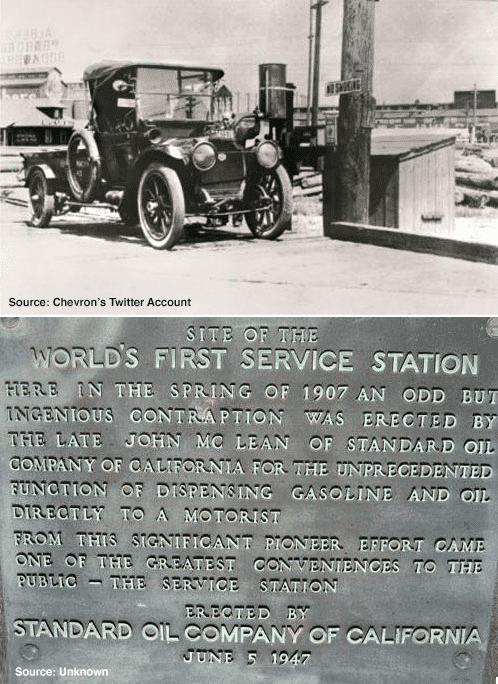 NO SMOKING
Source: Chevron's Twitter Account
SITE OF THE
WORLD'S FIRST SERVICE STATION
HERE IN THE SPRING OF 1907 AN ODD BUT
INGENIOUS CONTRAPTION WAS ERECTED BY
THE LATE JOHN MC LEAN OF STANDARD OIL
COMPANY OF CALIFORNIA FOR THE UNPRECEDENTED
FUNCTION OF DISPENSING GASOLINE AND OIL
DIRECTLY TO A MOTORIST
FROM THIS SIGNIFICANT PIONEER EFFORT CAME
ONE OF THE GREATEST CONVENIENCES TO THE
PUBLIC – THE SERVICE STATION
ERECTED BY
STANDARD OIL COMPANY OF CALIFORNIA
JUNE 5 1947
Source: Unknown